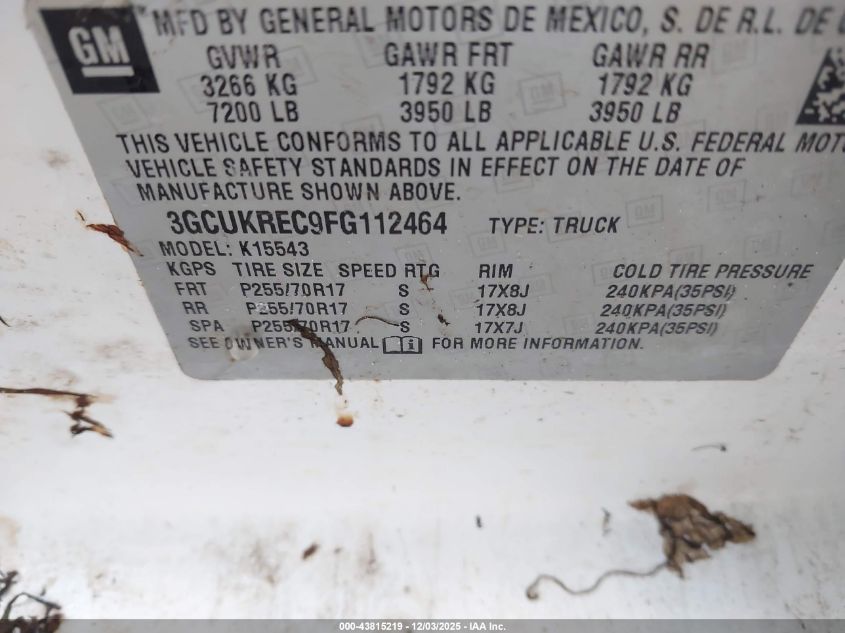 GM
MFD BY GENERAL MOTORS DE MEXICO, S. DE R.L. DE
GVWR GAWR FRT GAWR RR
3266 KG 1792 KG 1792 KG
7200 LB 3950 LB 3950 LB
THIS VEHICLE CONFORMS TO ALL APPLICABLE U.S. FEDERAL
VEHICLE SAFETY STANDARDS IN EFFECT ON THE DATE OF
MANUFACTURE SHOWN ABOVE.
3GCUKREC9FG112464 TYPE: TRUCK
MODEL: K15543
KGPS TIRE SIZE SPEED RTG RIM COLD TIRE PRESSURE
FRT P255/70R17 S 17X8J 240KPA(35PSI)
RR P255/70R17 S 17X8J 240KPA(35PSI)
SPA P255/70R17 S 17X7J 240KPA(35PSI)
SEE OWNER'S MANUAL FOR MORE INFORMATION.
000-43815219 - 12/03/2025 - IAA Inc.